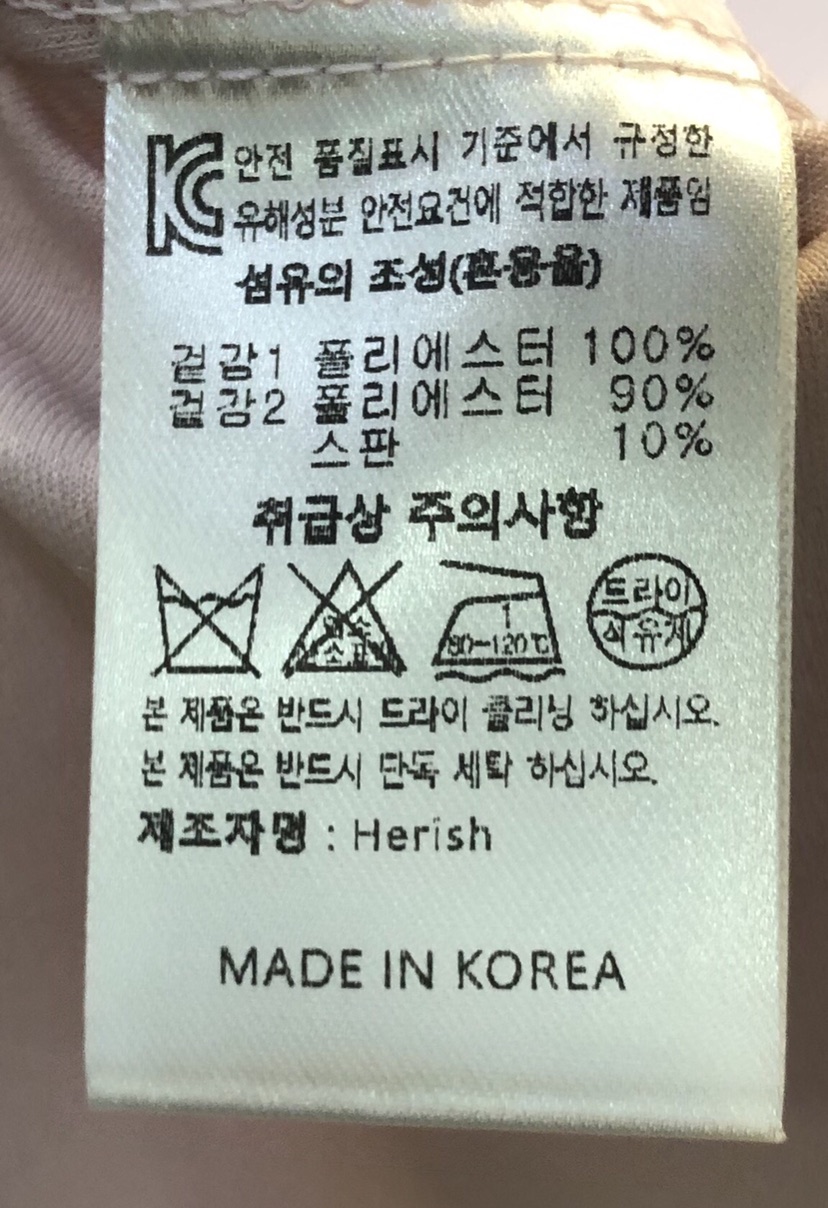 KC 안전 품질표시 기준에서 규정한
유해성분 안전요건에 적합한 제품임
섬유의 조성(혼용율)
겉감1 폴리에스터 100%
겉감2 폴리에스터 90%
스판 10%
취급상 주의사항
염소
표백
1
80~120℃
드라이
석유계
본 제품은 반드시 드라이 클리닝 하십시오.
본 제품은 반드시 단독 세탁 하십시오.
제조자명 : Herish
MADE IN KOREA